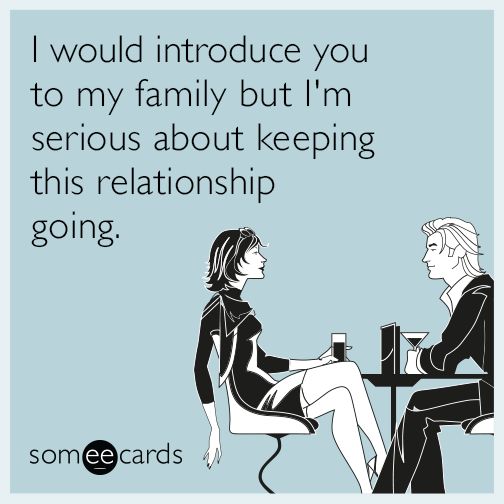 I would introduce you
to my family but I'm
serious about keeping
this relationship
going.
someecards